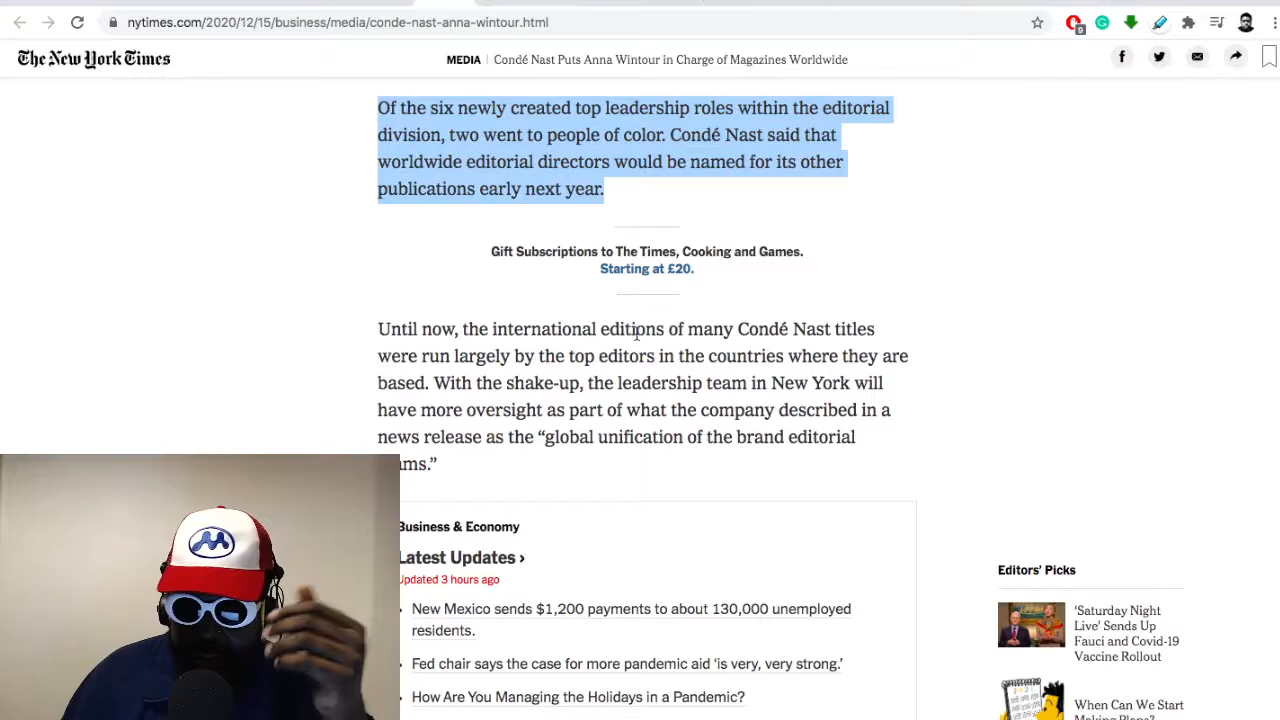 nytimes.com/2020/12/15/business/media/conde-nast-anna-wintour.html
9
The New York Times
MEDIA | Condé Nast Puts Anna Wintour in Charge of Magazines Worldwide
Of the six newly created top leadership roles within the editorial
division, two went to people of color. Condé Nast said that
worldwide editorial directors would be named for its other
publications early next year.
Gift Subscriptions to The Times, Cooking and Games.
Starting at £20.
Until now, the international editions of many Condé Nast titles
were run largely by the top editors in the countries where they are
based. With the shake-up, the leadership team in New York will
have more oversight as part of what the company described in a
news release as the “global unification of the brand editorial
ams.”
Business & Economy
Latest Updates ›
Updated 3 hours ago
New Mexico sends $1,200 payments to about 130,000 unemployed
residents.
Fed chair says the case for more pandemic aid ‘is very, very strong.’
How Are You Managing the Holidays in a Pandemic?
Editors’ Picks
‘Saturday Night
Live’ Sends Up
Fauci and Covid-19
Vaccine Rollout
When Can We Start
Making Plans?
M